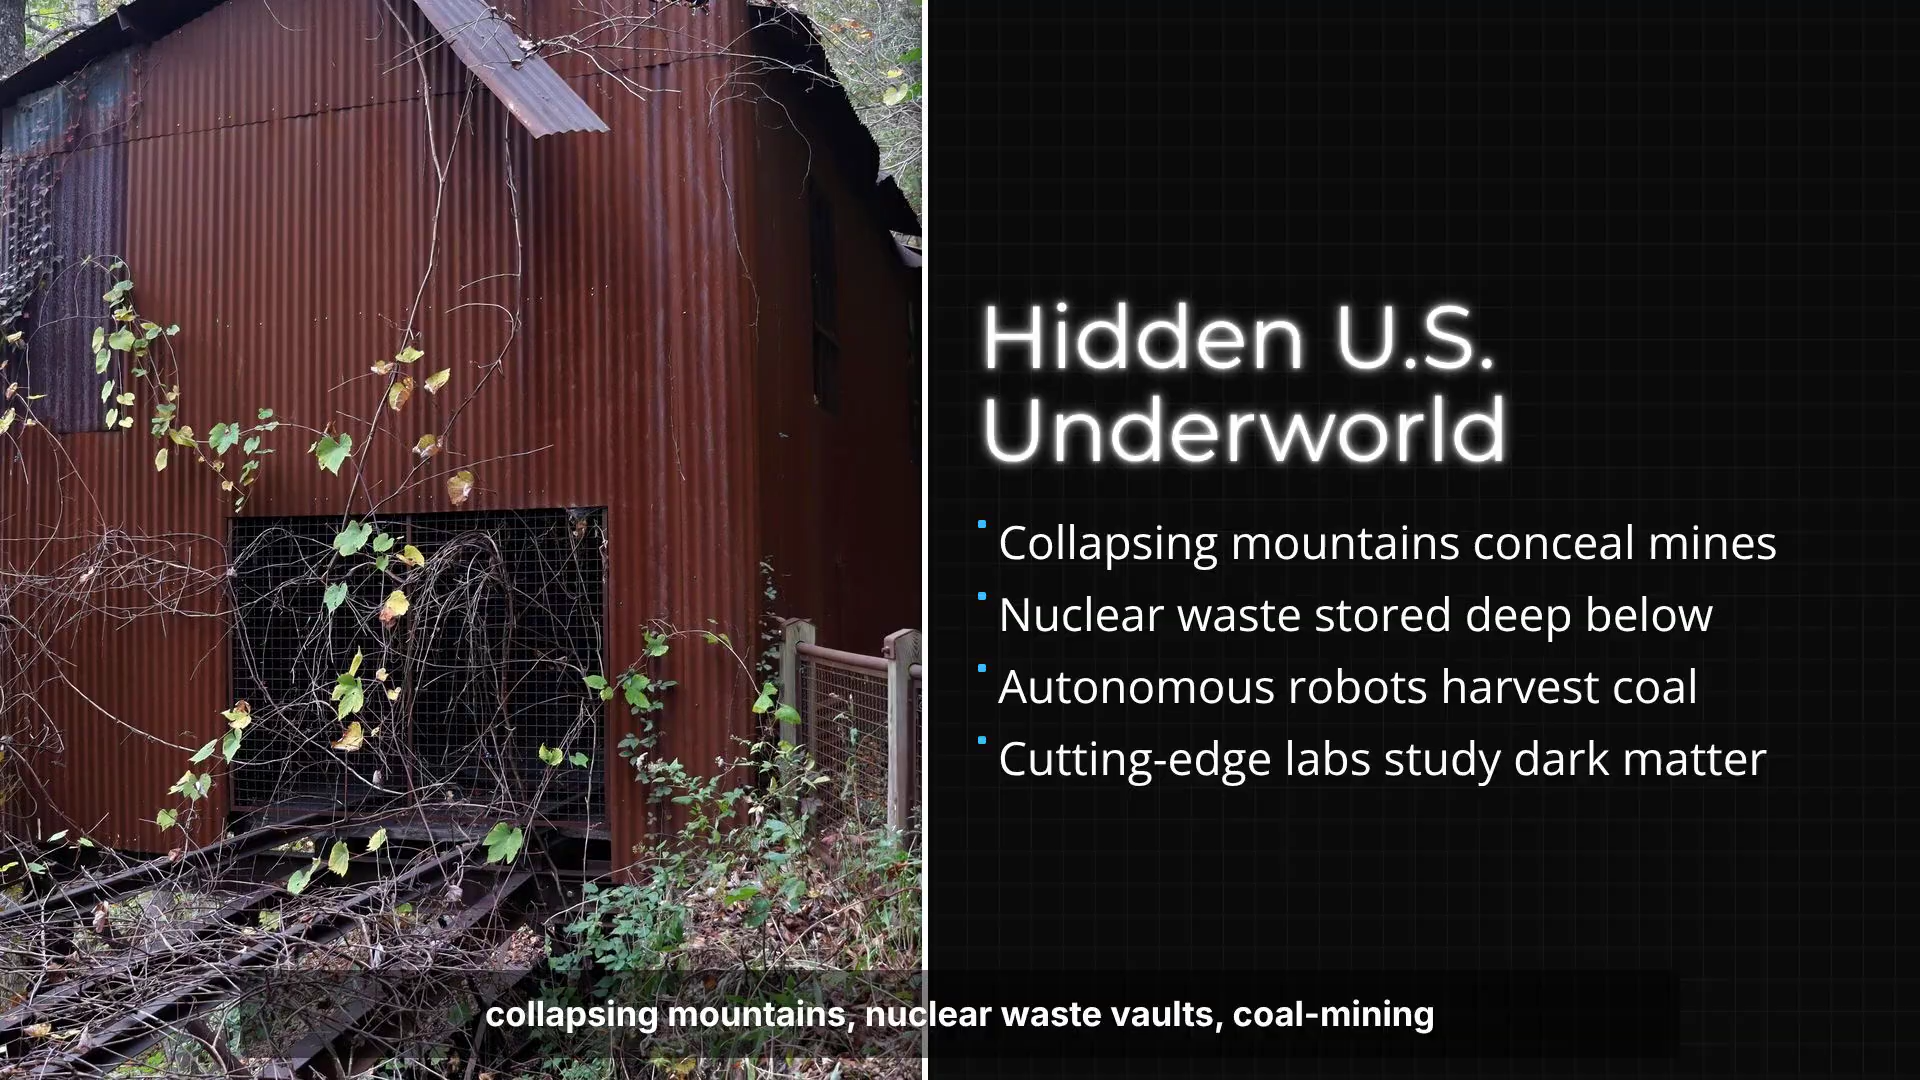 Hidden U.S.
Underworld
Collapsing mountains conceal mines
Nuclear waste stored deep below
Autonomous robots harvest coal
Cutting-edge labs study dark matter
collapsing mountains, nuclear waste vaults, coal-mining